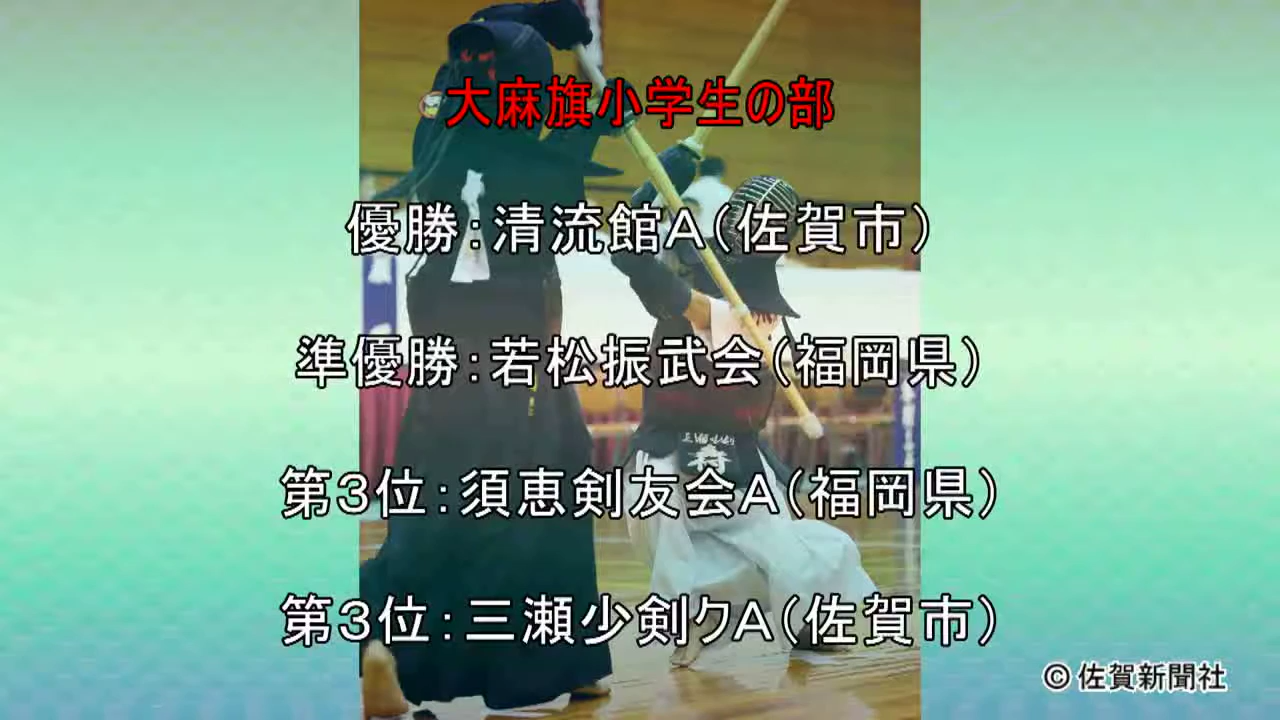 大麻旗小学生の部
優勝：清流館Ａ（佐賀市）
準優勝：若松振武会（福岡県）
第３位：須恵剣友会Ａ（福岡県）
第３位：三瀬少剣クＡ（佐賀市）
© 佐賀新聞社